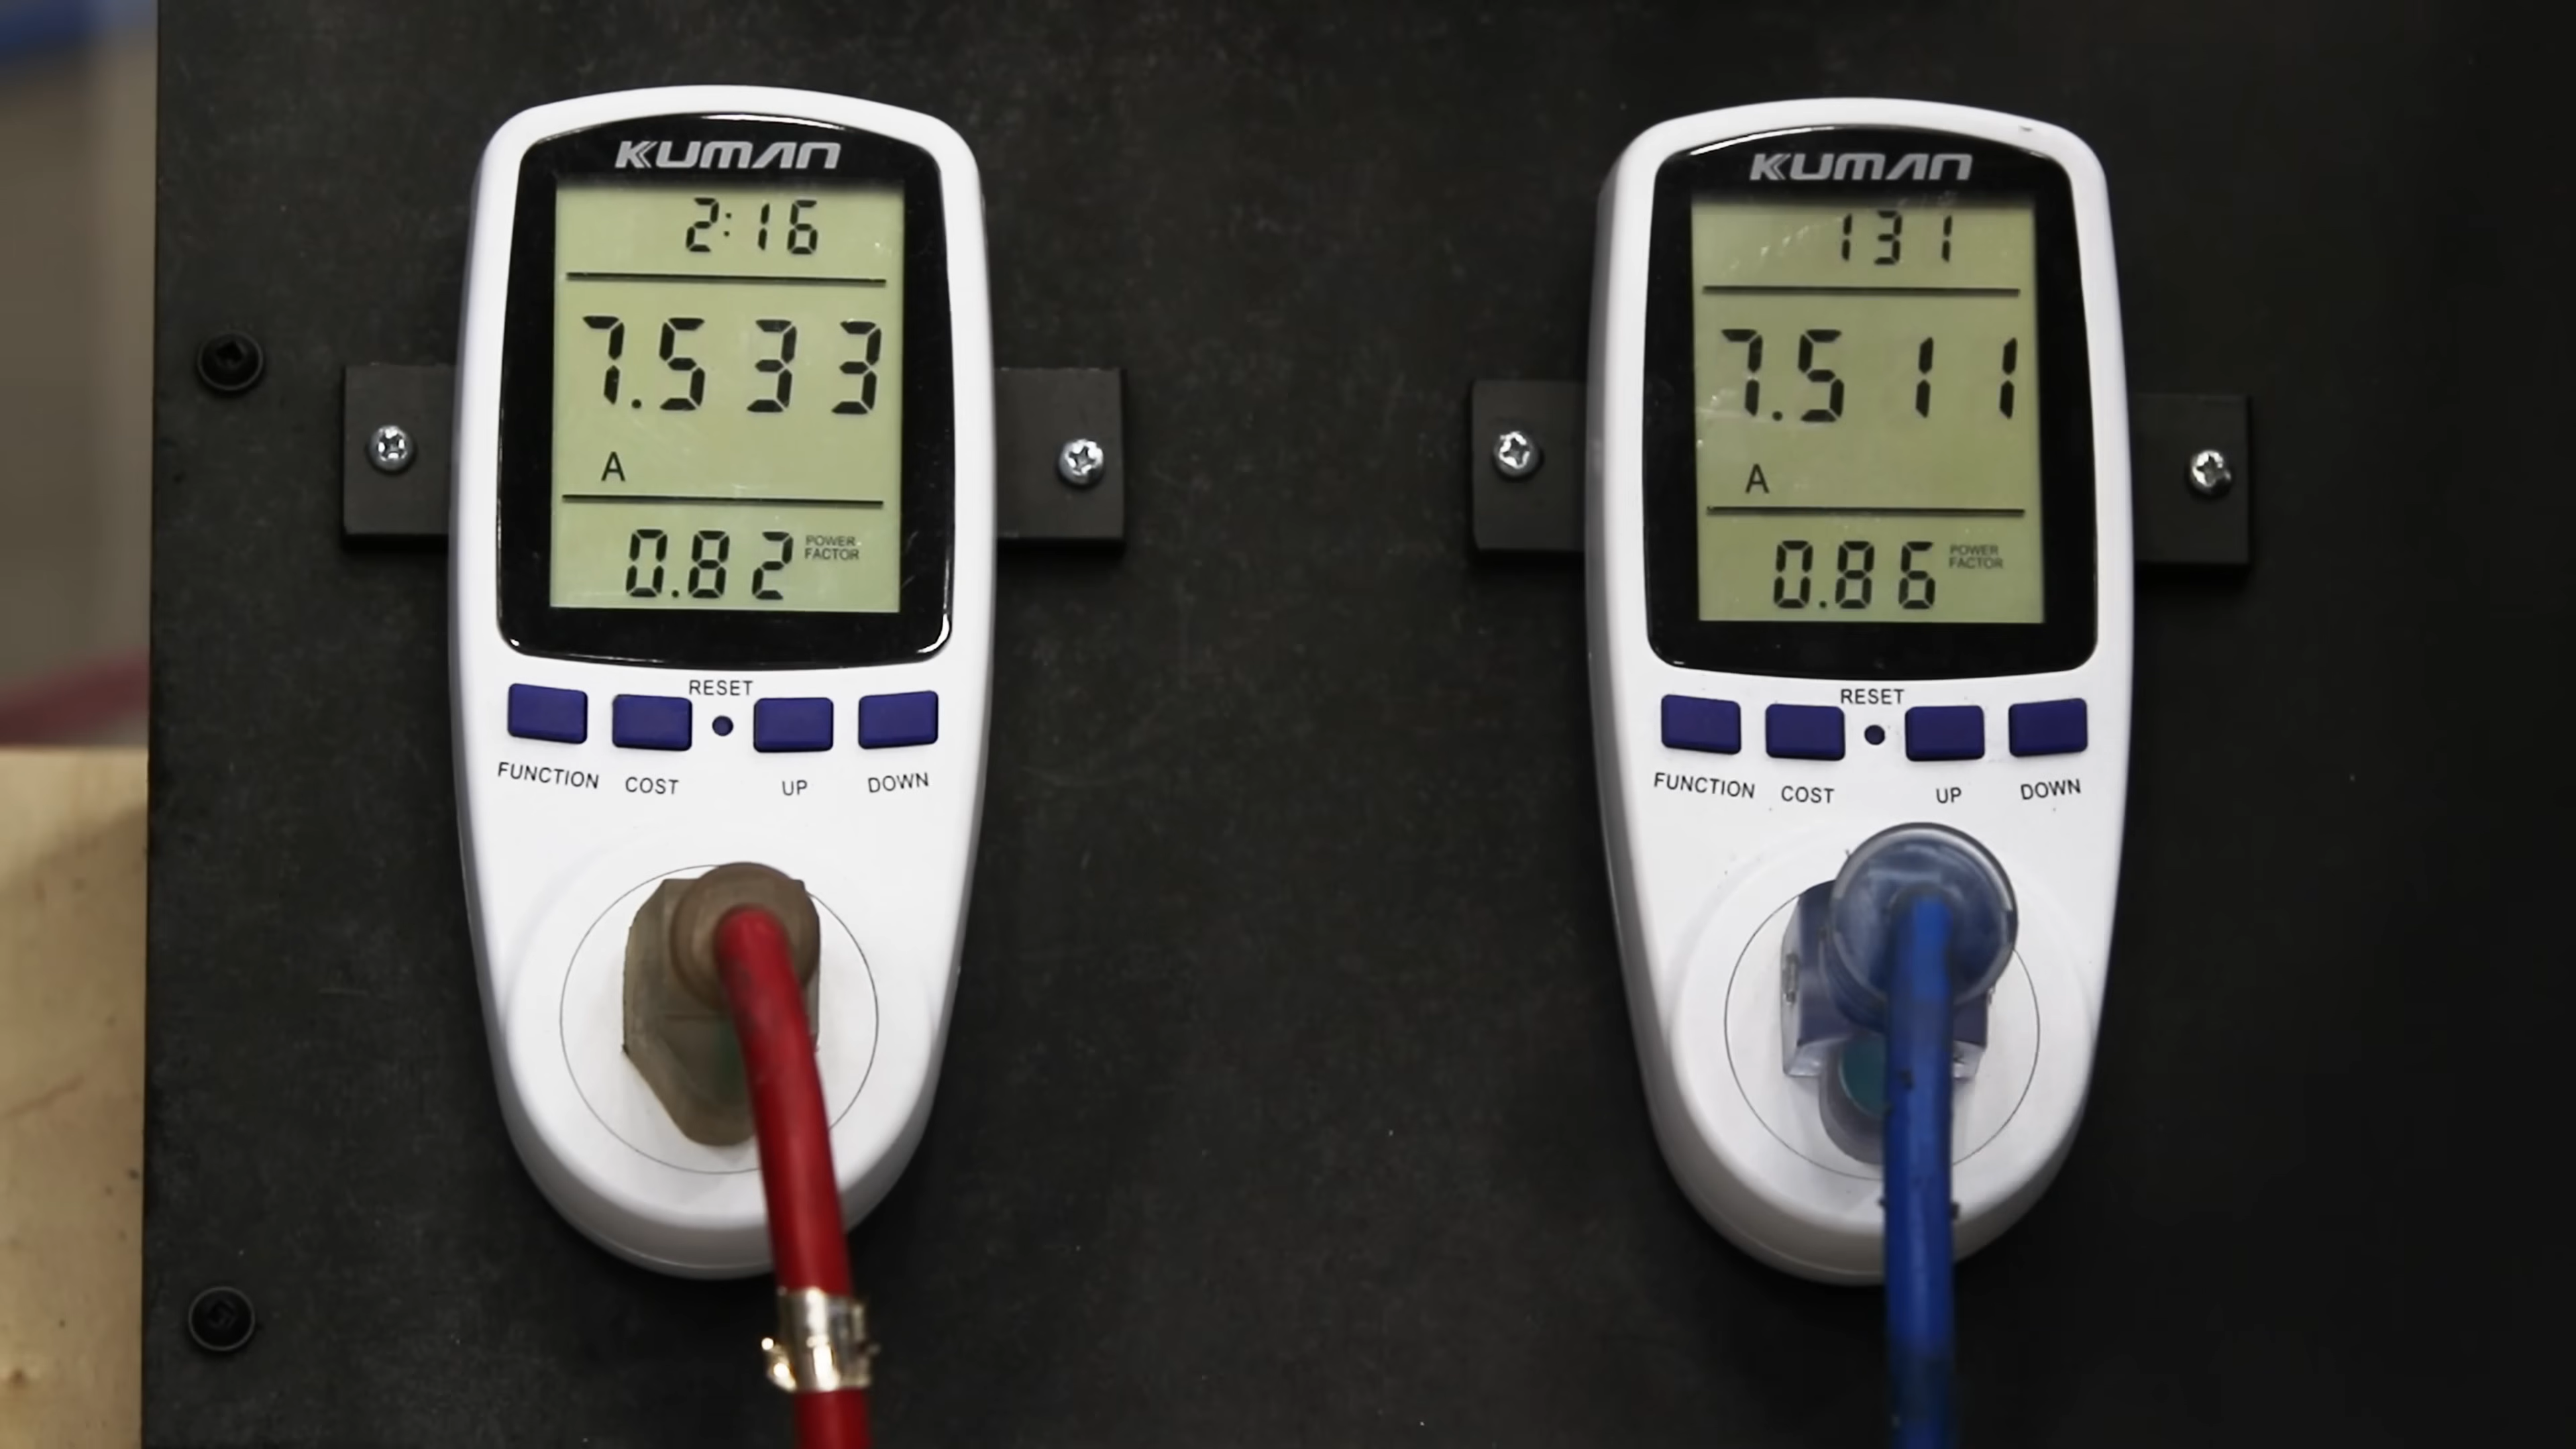 KUMAN
2:16
7.533
A
0.82 POWER FACTOR
RESET
FUNCTION COST UP DOWN
KUMAN
131
7.511
A
0.86 POWER FACTOR
RESET
FUNCTION COST UP DOWN